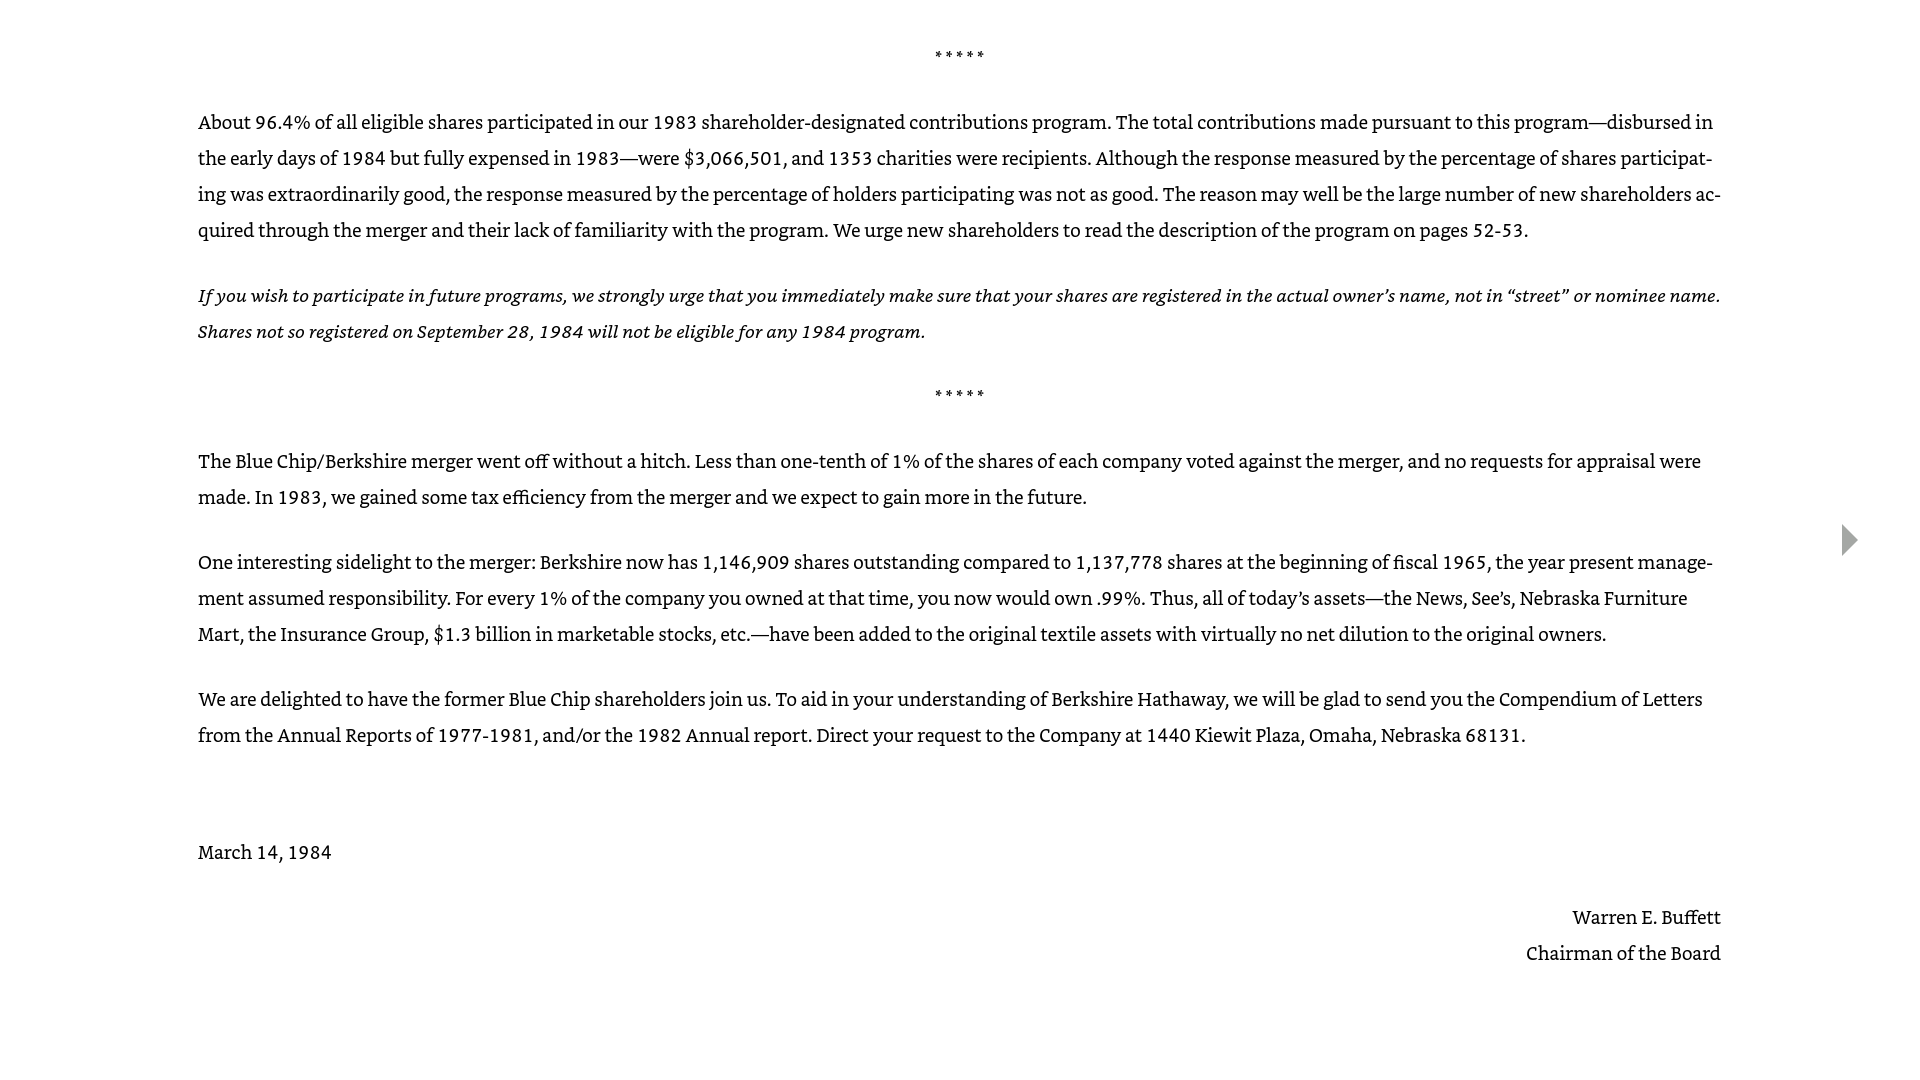 *****
About 96.4% of all eligible shares participated in our 1983 shareholder-designated contributions program. The total contributions made pursuant to this program—disbursed in
the early days of 1984 but fully expensed in 1983—were $3,066,501, and 1353 charities were recipients. Although the response measured by the percentage of shares participat-
ing was extraordinarily good, the response measured by the percentage of holders participating was not as good. The reason may well be the large number of new shareholders ac-
quired through the merger and their lack of familiarity with the program. We urge new shareholders to read the description of the program on pages 52-53.
If you wish to participate in future programs, we strongly urge that you immediately make sure that your shares are registered in the actual owner’s name, not in “street” or nominee name.
Shares not so registered on September 28, 1984 will not be eligible for any 1984 program.
*****
The Blue Chip/Berkshire merger went off without a hitch. Less than one-tenth of 1% of the shares of each company voted against the merger, and no requests for appraisal were
made. In 1983, we gained some tax efficiency from the merger and we expect to gain more in the future.
One interesting sidelight to the merger: Berkshire now has 1,146,909 shares outstanding compared to 1,137,778 shares at the beginning of fiscal 1965, the year present manage-
ment assumed responsibility. For every 1% of the company you owned at that time, you now would own .99%. Thus, all of today’s assets—the News, See’s, Nebraska Furniture
Mart, the Insurance Group, $1.3 billion in marketable stocks, etc.—have been added to the original textile assets with virtually no net dilution to the original owners.
We are delighted to have the former Blue Chip shareholders join us. To aid in your understanding of Berkshire Hathaway, we will be glad to send you the Compendium of Letters
from the Annual Reports of 1977-1981, and/or the 1982 Annual report. Direct your request to the Company at 1440 Kiewit Plaza, Omaha, Nebraska 68131.
March 14, 1984
Warren E. Buffett
Chairman of the Board